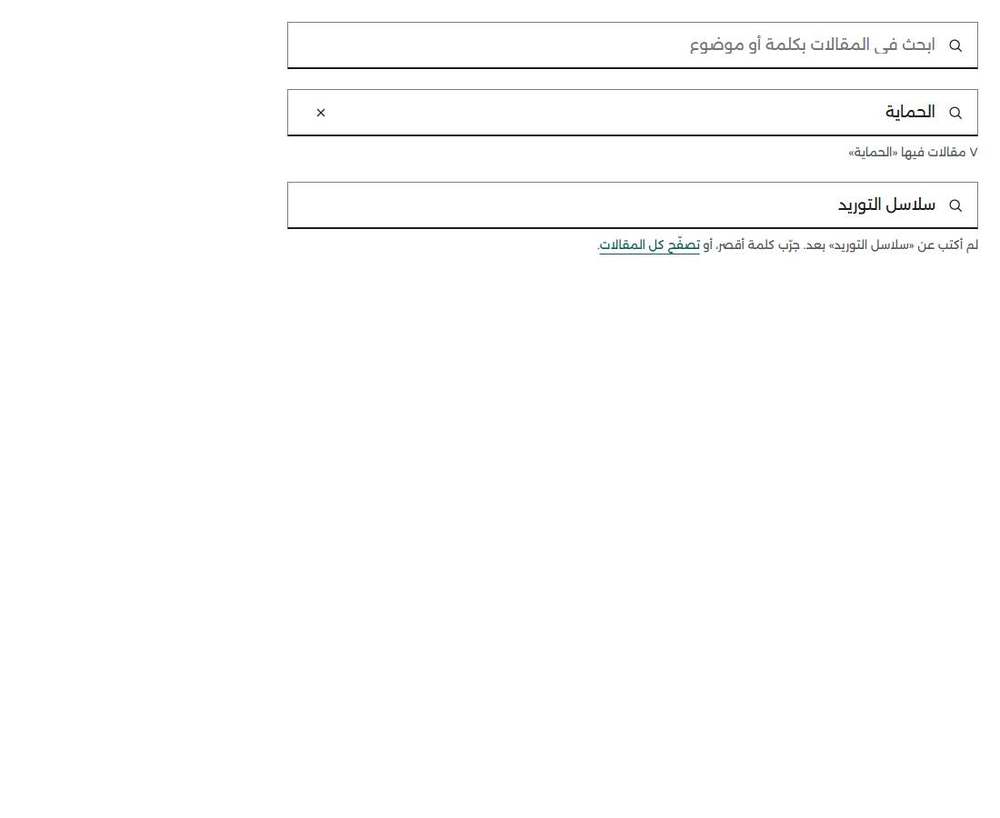 ابحث في المقالات بكلمة أو موضوع
الحماية
٧ مقالات فيها «الحماية»
سلاسل التوريد
لم أكتب عن «سلاسل التوريد» بعد. جرّب كلمة أقصر، أو تصفّح كل المقالات.